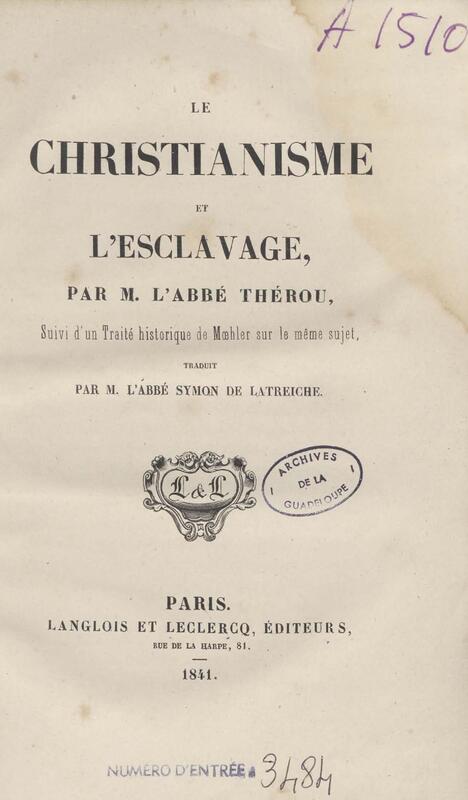 A 1510
LE
CHRISTIANISME
ET
L'ESCLAVAGE,
PAR M. L'ABBÉ THÉROU,
Suivi d'un Traité historique de Mœhler sur le même sujet,
TRADUIT
PAR M. L'ABBÉ SYMON DE LATREICHE.
L & L
ARCHIVES
DE LA
GUADELOUPE
PARIS.
LANGLOIS ET LECLERCQ, ÉDITEURS,
RUE DE LA HARPE, 81.
1841.
NUMÉRO D'ENTRÉE 3484